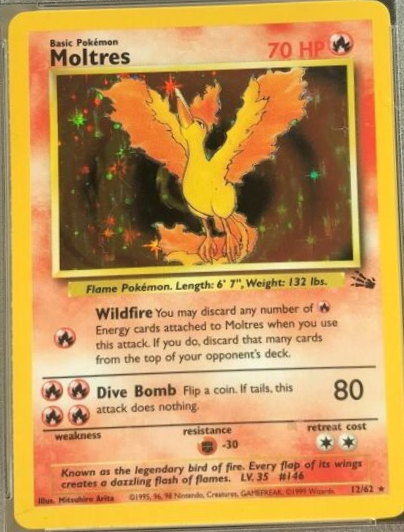 Basic Pokémon
Moltres 70 HP
Flame Pokémon. Length: 6' 7", Weight: 132 lbs.
Wildfire You may discard any number of
Energy cards attached to Moltres when you use
this attack. If you do, discard that many cards
from the top of your opponent's deck.
Dive Bomb Flip a coin. If tails, this 80
attack does nothing.
weakness resistance retreat cost
-30
Known as the legendary bird of fire. Every flap of its wings
creates a dazzling flash of flames. LV. 35 #146
Illus. Mitsuhiro Arita ©1995, 96, 98 Nintendo, Creatures, GAMEFREAK. ©1999 Wizards. 12/62 ★